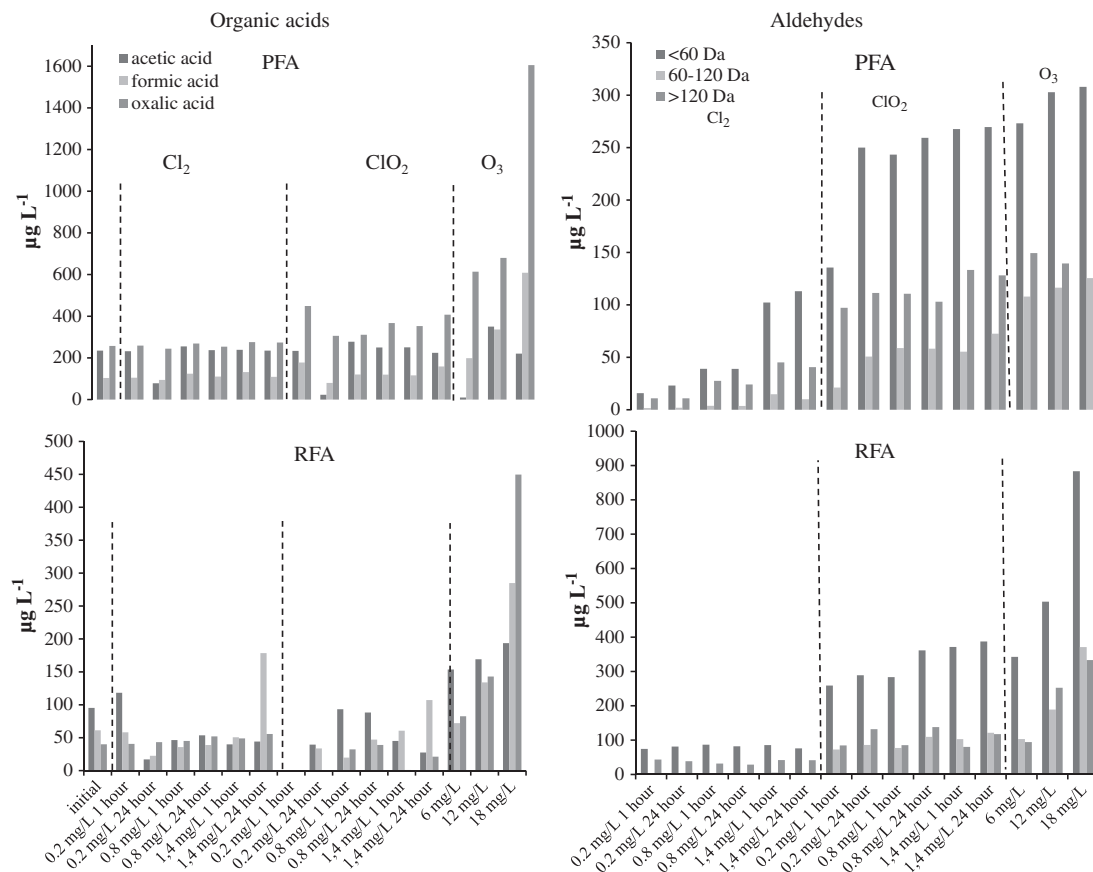 Organic acids
Aldehydes
acetic acid
formic acid
oxalic acid
PFA
Cl2
ClO2
O3
µg L-1
1600
1400
1200
1000
800
600
400
200
0
<60 Da
60-120 Da
>120 Da
PFA
Cl2
ClO2
O3
µg L-1
350
300
250
200
150
100
50
0
RFA
µg L-1
500
450
400
350
300
250
200
150
100
50
0
initial
0.2 mg/L 1 hour
0.2 mg/L 24 hour
0.8 mg/L 1 hour
0.8 mg/L 24 hour
1,4 mg/L 1 hour
1,4 mg/L 24 hour
0.2 mg/L 1 hour
0.2 mg/L 24 hour
0.8 mg/L 1 hour
0.8 mg/L 24 hour
1,4 mg/L 1 hour
1,4 mg/L 24 hour
6 mg/L
12 mg/L
18 mg/L
RFA
µg L-1
1000
900
800
700
600
500
400
300
200
100
0
0.2 mg/L 1 hour
0.2 mg/L 24 hour
0.8 mg/L 1 hour
0.8 mg/L 24 hour
1,4 mg/L 1 hour
1,4 mg/L 24 hour
0.2 mg/L 1 hour
0.2 mg/L 24 hour
0.8 mg/L 1 hour
0.8 mg/L 24 hour
1,4 mg/L 1 hour
1,4 mg/L 24 hour
6 mg/L
12 mg/L
18 mg/L